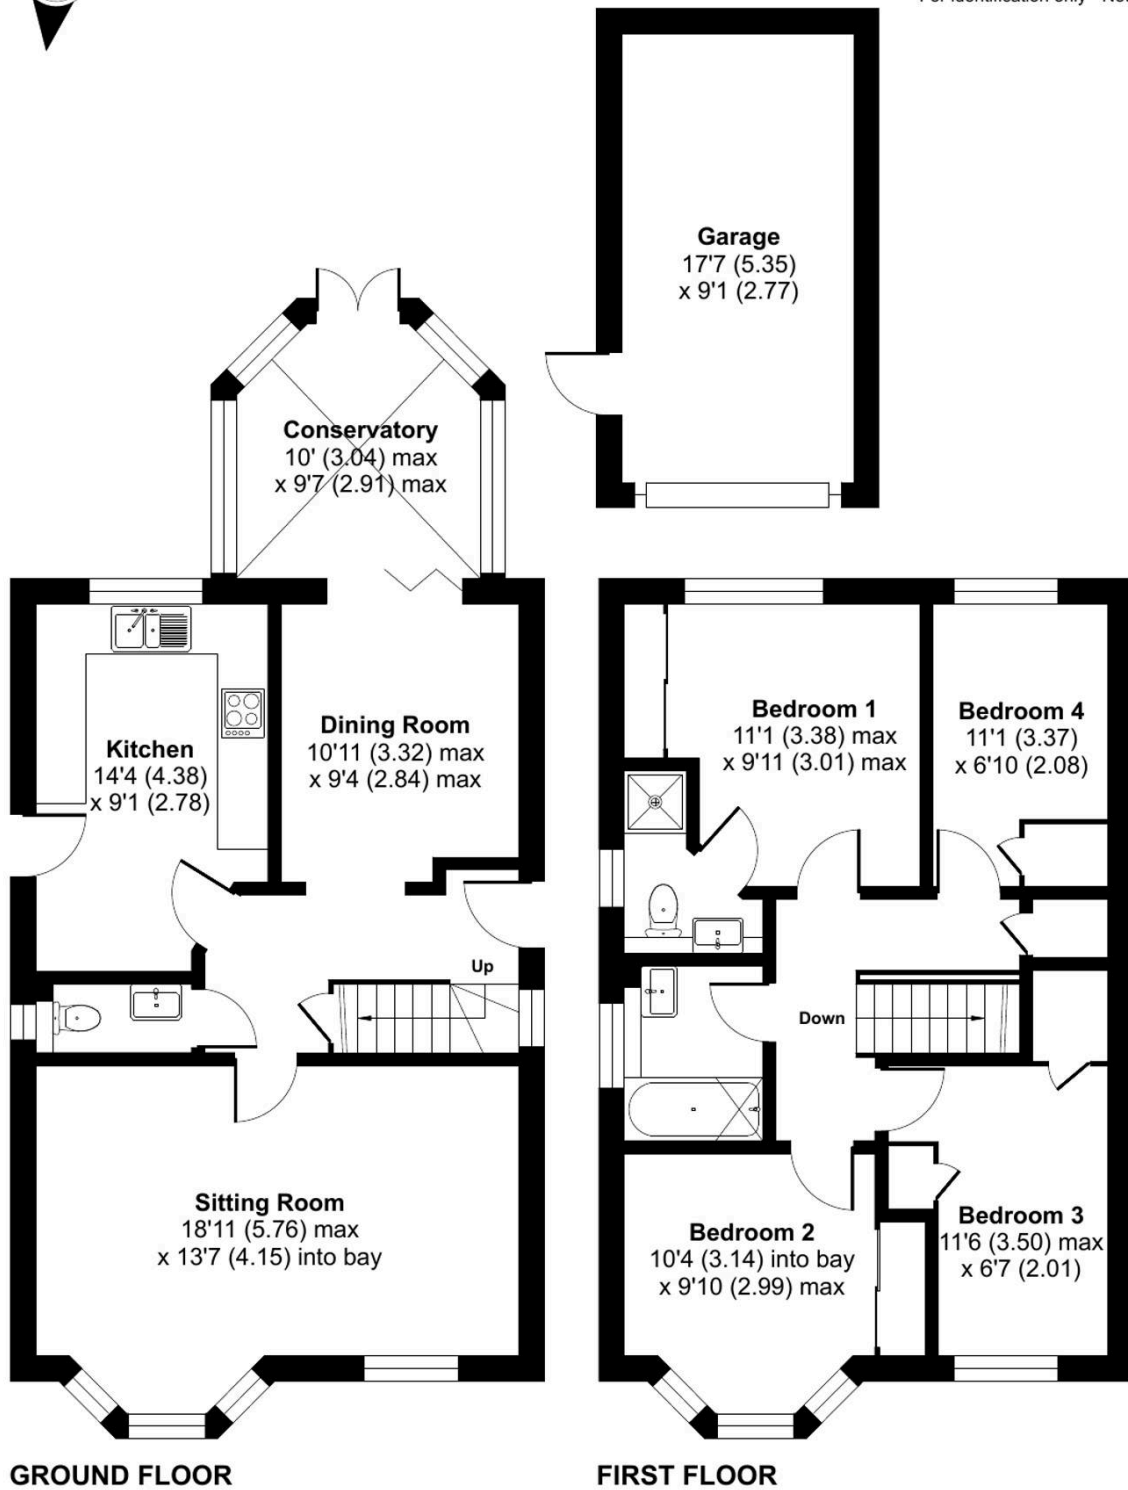 Garage
17'7 (5.35)
x 9'1 (2.77)
Conservatory
10' (3.04) max
x 9'7 (2.91) max
Kitchen
14'4 (4.38)
x 9'1 (2.78)
Dining Room
10'11 (3.32) max
x 9'4 (2.84) max
Up
Sitting Room
18'11 (5.76) max
x 13'7 (4.15) into bay
GROUND FLOOR
Bedroom 1
11'1 (3.38) max
x 9'11 (3.01) max
Bedroom 4
11'1 (3.37)
x 6'10 (2.08)
Down
Bedroom 2
10'4 (3.14) into bay
x 9'10 (2.99) max
Bedroom 3
11'6 (3.50) max
x 6'7 (2.01)
FIRST FLOOR